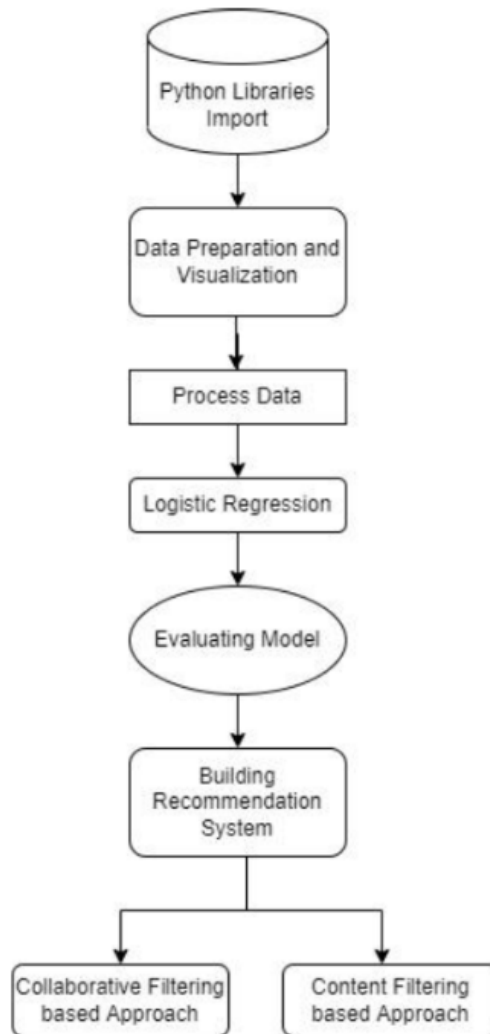 Python Libraries
Import
Data Preparation and
Visualization
Process Data
Logistic Regression
Evaluating Model
Building
Recommendation
System
Collaborative Filtering
based Approach
Content Filtering
based Approach